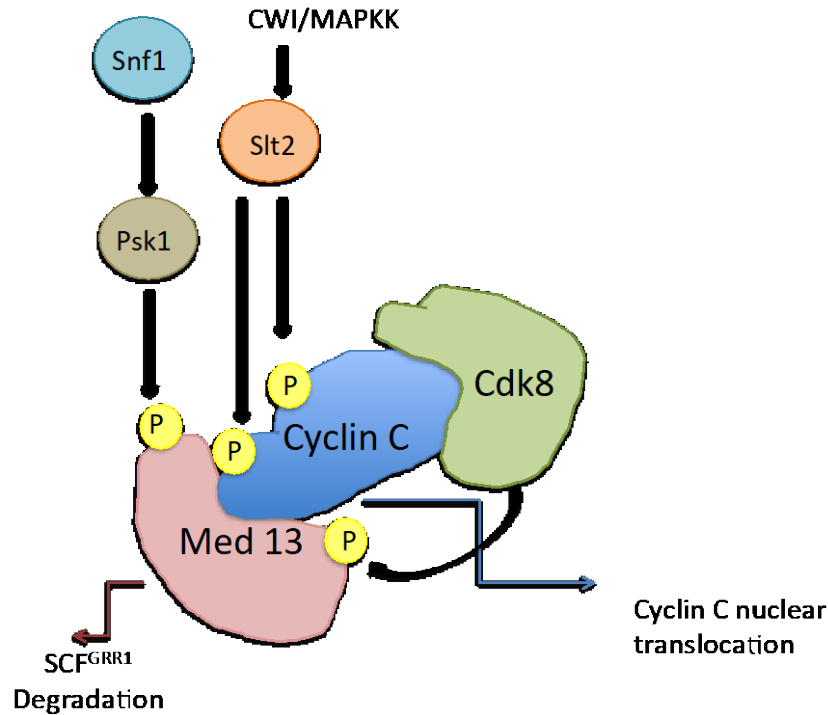 CWI/MAPKK
Snf1
Slt2
Psk1
Cdk8
P
P
Cyclin C
P
Med 13
P
Cyclin C nuclear
translocation
SCFGRR1
Degradation